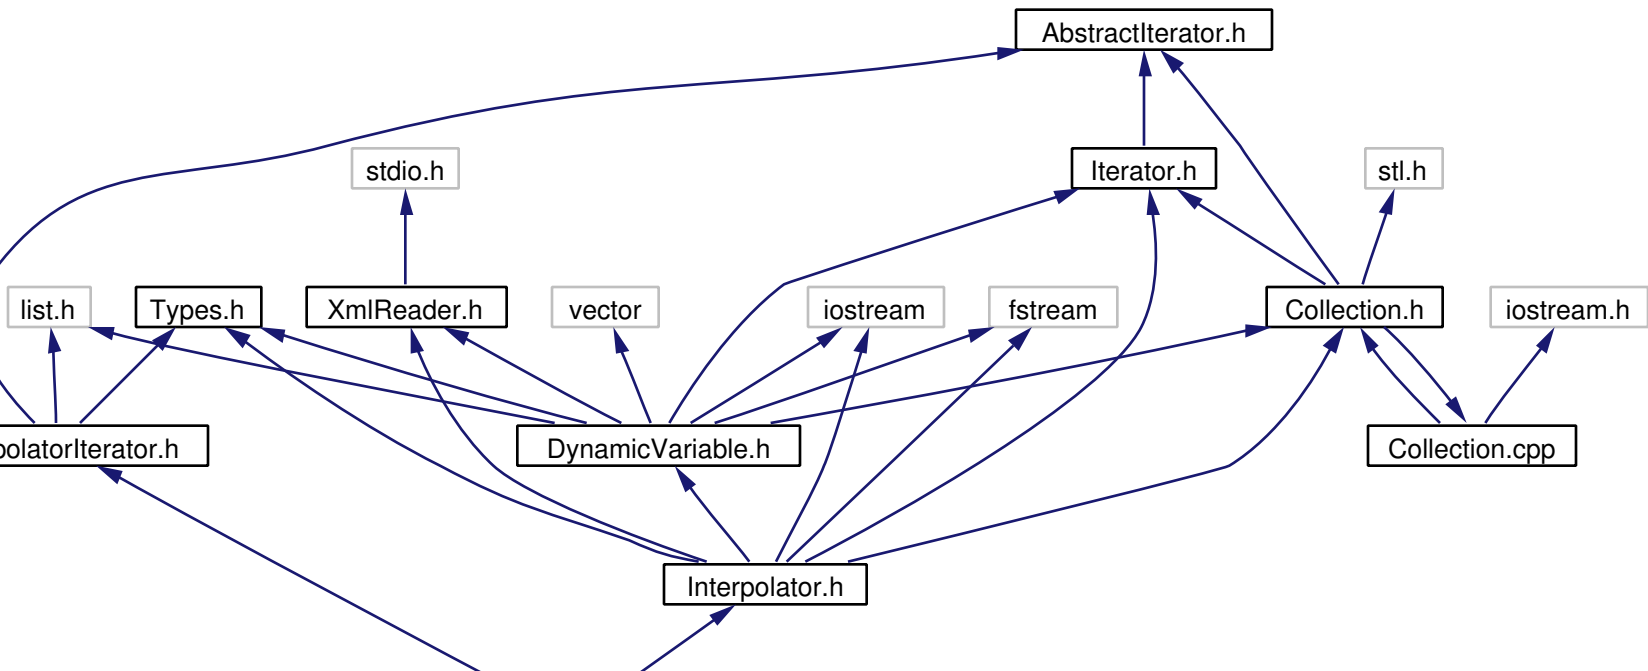 AbstractIterator.h
stdio.h
Iterator.h
stl.h
list.h
Types.h
XmlReader.h
vector
iostream
fstream
Collection.h
iostream.h
polatorIterator.h
DynamicVariable.h
Collection.cpp
Interpolator.h